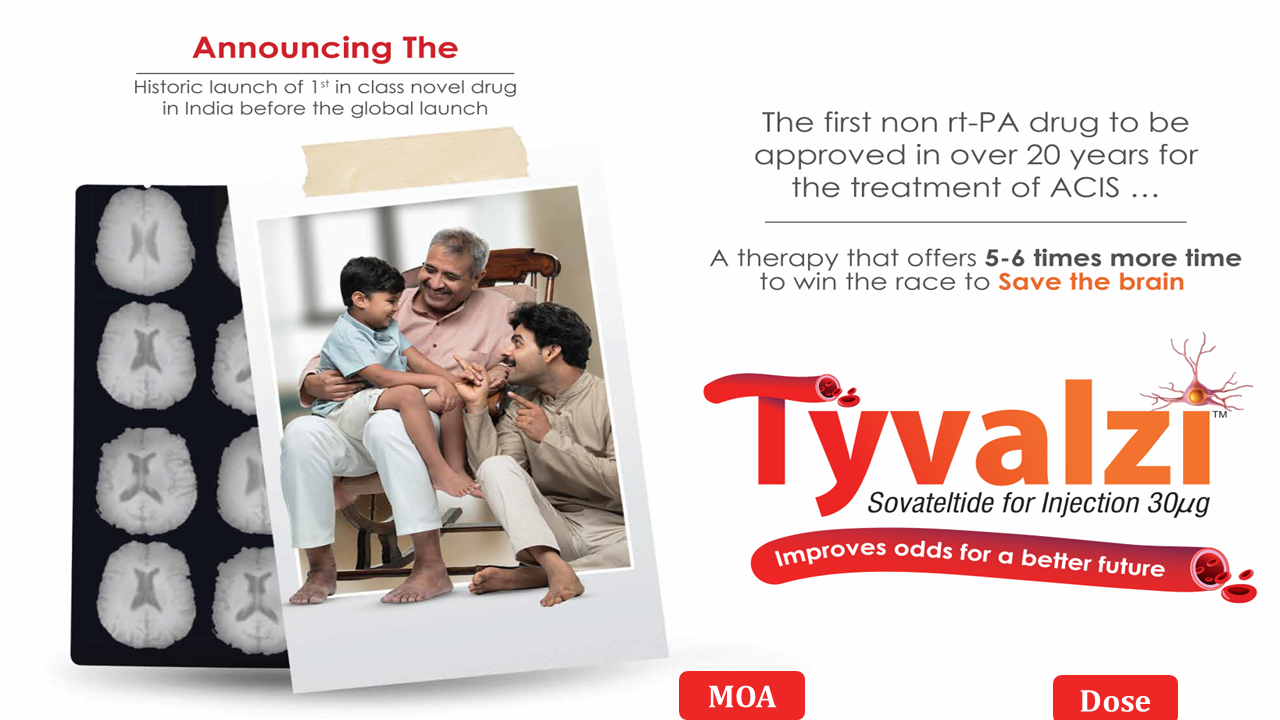 Announcing The
Historic launch of 1st in class novel drug
in India before the global launch
The first non rt-PA drug to be
approved in over 20 years for
the treatment of ACIS ...
A therapy that offers 5-6 times more time
to win the race to Save the brain
Tyvalzi™
Sovateltide for Injection 30µg
Improves odds for a better future
MOA
Dose